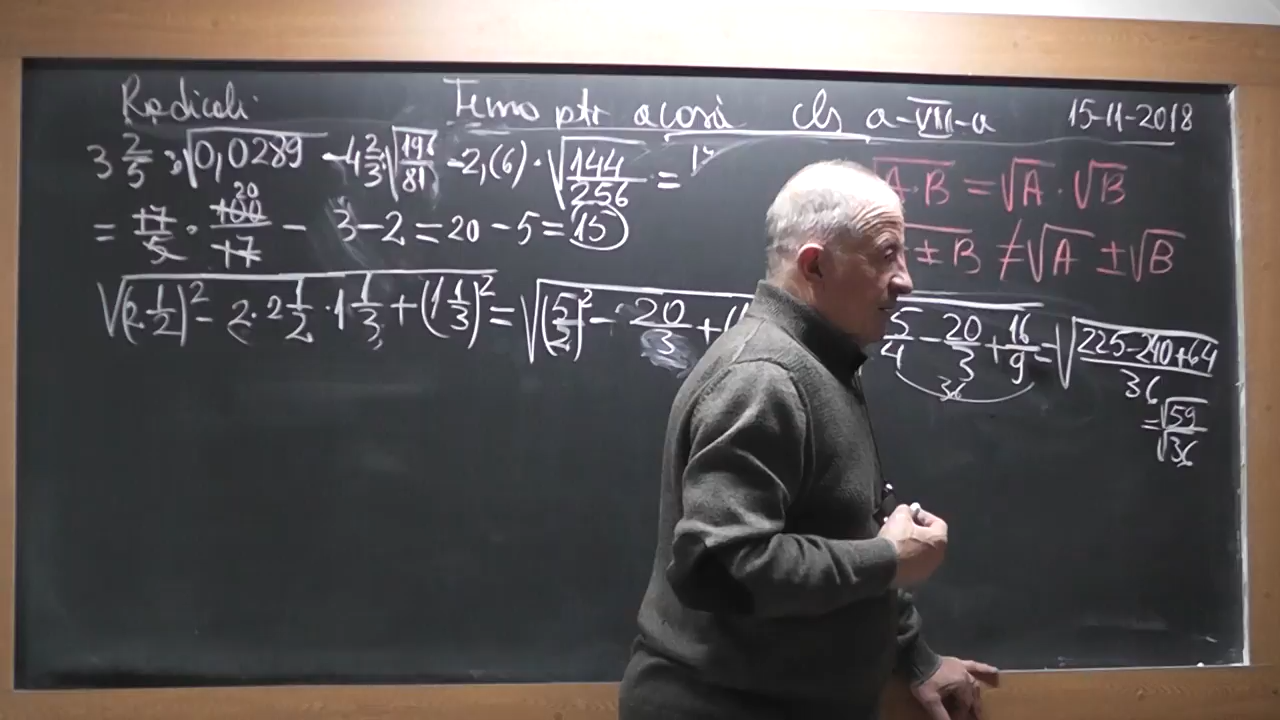 Radicali Tema ptr acasă cls a-VIII-a 15-11-2018
3 2/5 : √0,0289 - 4 2/3 : √(196/81) - 2,(6) · √(144/256) =
= 17/5 · 100/17 20 - 3 - 2 = 20 - 5 = 15
√A·B = √A · √B
± B ≠ √A ± √B
√((2 1/2)² - 2 · 2 1/2 · 1 1/3 + (1 1/3)²) = √((5/2)² - 20/3 + ( 5/4 - 20/3 + 16/9 = √((225-240+64)/36)
36
= √59/√36